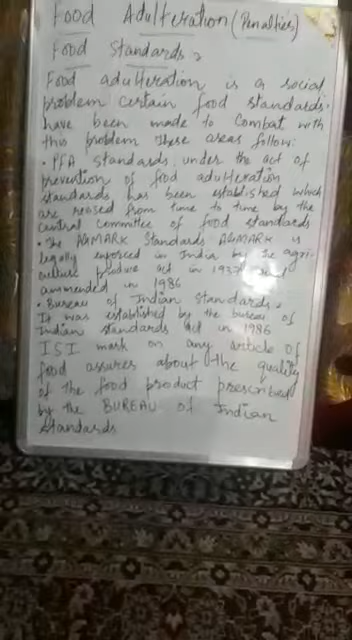 Food Adulteration (Penalties)
Food Standards:
Food adulteration is a social
problem certain food standards
have been made to combat with
this problem these areas follow:
• PFA standards: under the act of
prevention of food adulteration
standards has been established which
are revised from time to time by the
central committee of food standards
• The AGMARK Standards AGMARK is
legally enforced in India by the agri-
culture produce act in 1937
ammended in 1986
• Bureau of Indian Standards:
It was established by the bureau of
Indian standards act in 1986
ISI mark on any article of
food assures about the quality
of the food product prescribed
by the BUREAU of Indian
Standards